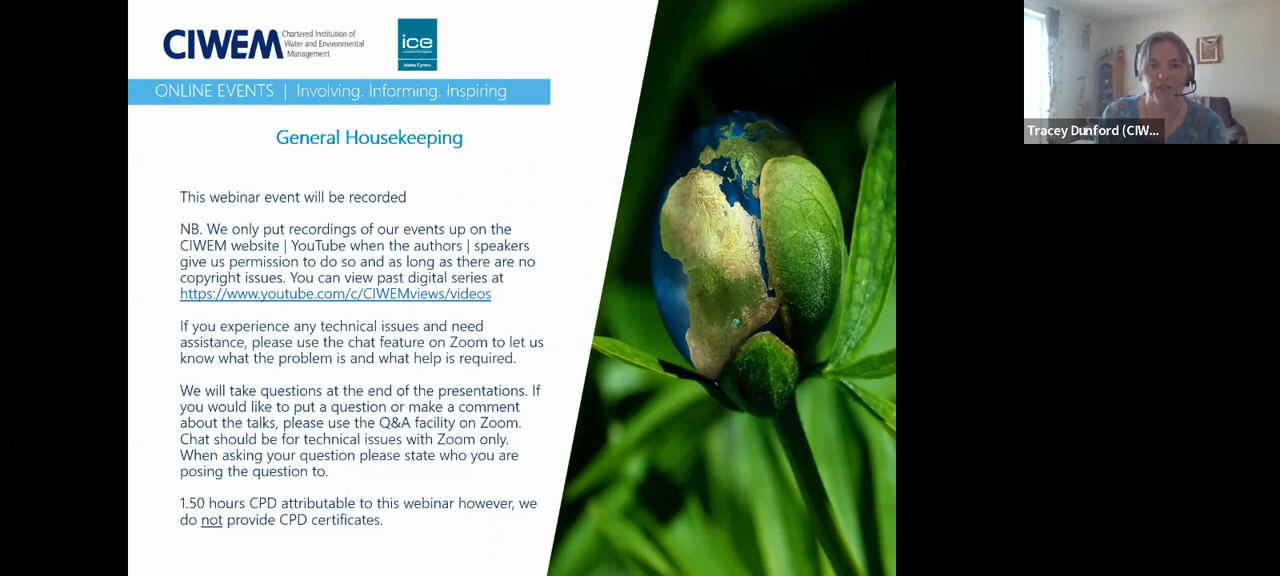 CIWEM
Chartered Institution of
Water and Environmental
Management
ice
Wales Cymru
ONLINE EVENTS | Involving. Informing. Inspiring
General Housekeeping
This webinar event will be recorded
NB. We only put recordings of our events up on the
CIWEM website | YouTube when the authors | speakers
give us permission to do so and as long as there are no
copyright issues. You can view past digital series at
https://www.youtube.com/c/CIWEMviews/videos
If you experience any technical issues and need
assistance, please use the chat feature on Zoom to let us
know what the problem is and what help is required.
We will take questions at the end of the presentations. If
you would like to put a question or make a comment
about the talks, please use the Q&A facility on Zoom.
Chat should be for technical issues with Zoom only.
When asking your question please state who you are
posing the question to.
1.50 hours CPD attributable to this webinar however, we
do not provide CPD certificates.
Tracey Dunford (CIW...